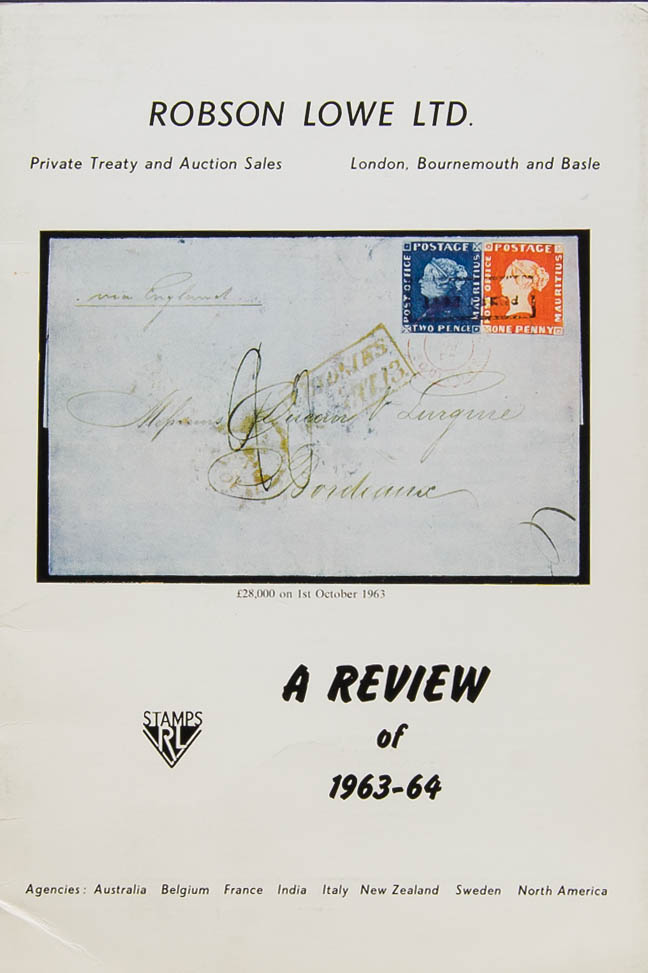 ROBSON LOWE LTD.
Private Treaty and Auction Sales London, Bournemouth and Basle
via England
POSTAGE POSTAGE
POST OFFICE MAURITIUS POST OFFICE MAURITIUS
TWO PENCE ONE PENNY
Bordeaux
£28,000 on 1st October 1963
A REVIEW
of
1963-64
STAMPS
RL
Agencies: Australia Belgium France India Italy New Zealand Sweden North America